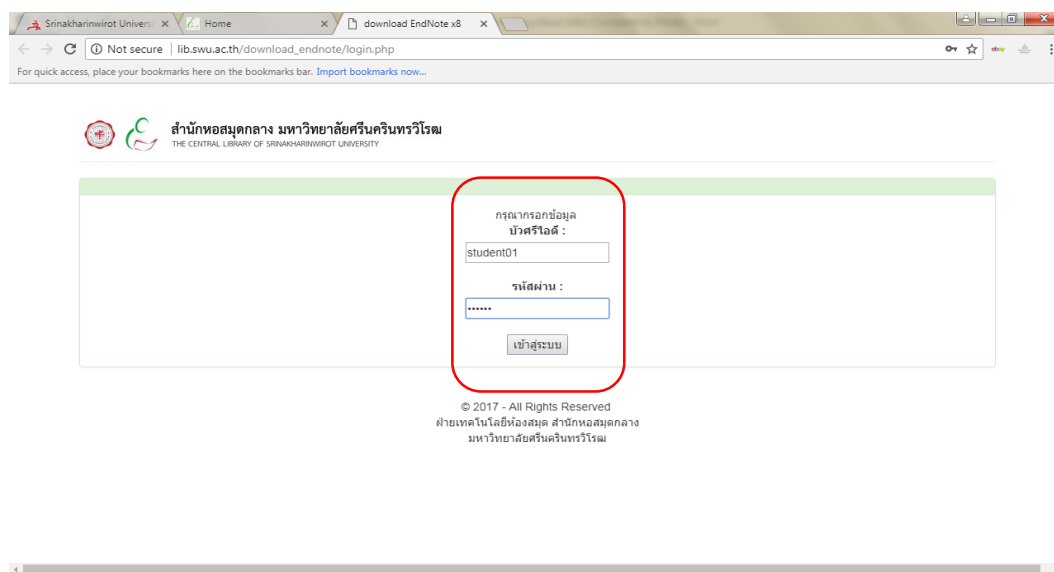 Srinakharinwirot Univers
Home
download EndNote x8
Not secure | lib.swu.ac.th/download_endnote/login.php
ebay
For quick access, place your bookmarks here on the bookmarks bar. Import bookmarks now...
สำนักหอสมุดกลาง มหาวิทยาลัยศรีนครินทรวิโรฒ
THE CENTRAL LIBRARY OF SRINAKHARINWIROT UNIVERSITY
กรุณากรอกข้อมูล
บัวศรีไอดี :
student01
รหัสผ่าน :
••••••
เข้าสู่ระบบ
© 2017 - All Rights Reserved
ฝ่ายเทคโนโลยีห้องสมุด สำนักหอสมุดกลาง
มหาวิทยาลัยศรีนครินทรวิโรฒ